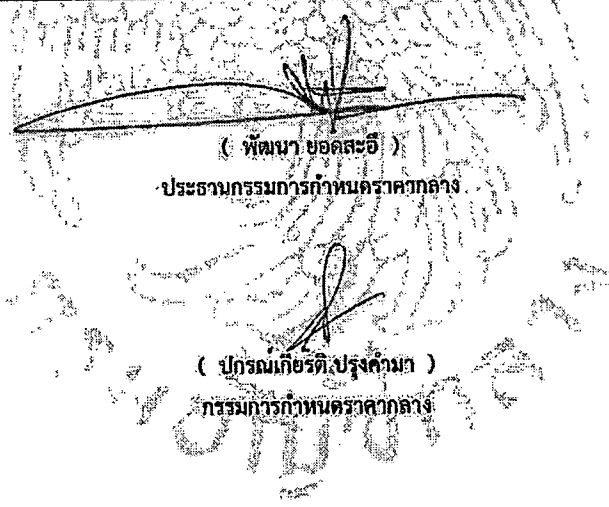 ( พัฒนา ยอดสะอึ )
ประธานกรรมการกำหนดราคากลาง
( ปกรณ์เกียรติ ปรุงคำมา )
กรรมการกำหนดราคากลาง